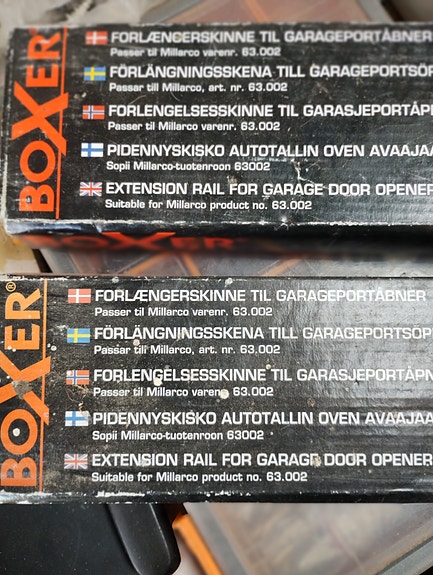 BOXER
FORLÆNGERSKINNE TIL GARAGEPORTÅBNER
Passer til Millarco varenr. 63.002
FÖRLÄNGNINGSSKENA TILL GARAGEPORTSÖP
Passar till Millarco, art. nr. 63.002
FORLENGELSESSKINNE TIL GARASJEPORTÅP
Passer til Millarco varenr. 63.002
PIDENNYSKISKO AUTOTALLIN OVEN AVAAJA
Sopii Millarco-tuotenroon 63002
EXTENSION RAIL FOR GARAGE DOOR OPENER
Suitable for Millarco product no. 63.002
BOXER
BOXER®
FORLÆNGERSKINNE TIL GARAGEPORTÅBNER
Passer til Millarco varenr. 63.002
FÖRLÄNGNINGSSKENA TILL GARAGEPORTSÖP
Passar till Millarco, art. nr. 63.002
FORLENGELSESSKINNE TIL GARASJEPORTÅPN
Passer til Millarco varenr. 63.002
PIDENNYSKISKO AUTOTALLIN OVEN AVAAJA
Sopii Millarco-tuotenroon 63002
EXTENSION RAIL FOR GARAGE DOOR OPENER
Suitable for Millarco product no. 63.002